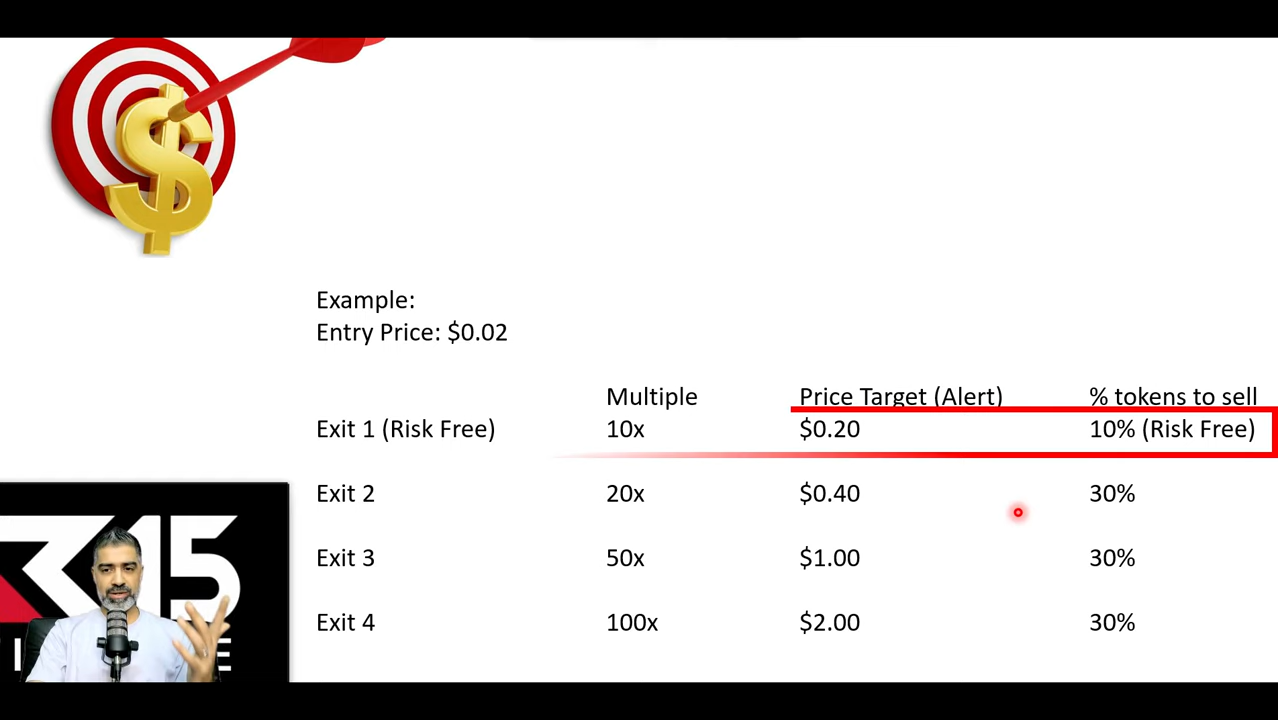 Example:
Entry Price: $0.02
Multiple Price Target (Alert) % tokens to sell
Exit 1 (Risk Free) 10x $0.20 10% (Risk Free)
Exit 2 20x $0.40 30%
Exit 3 50x $1.00 30%
Exit 4 100x $2.00 30%
15